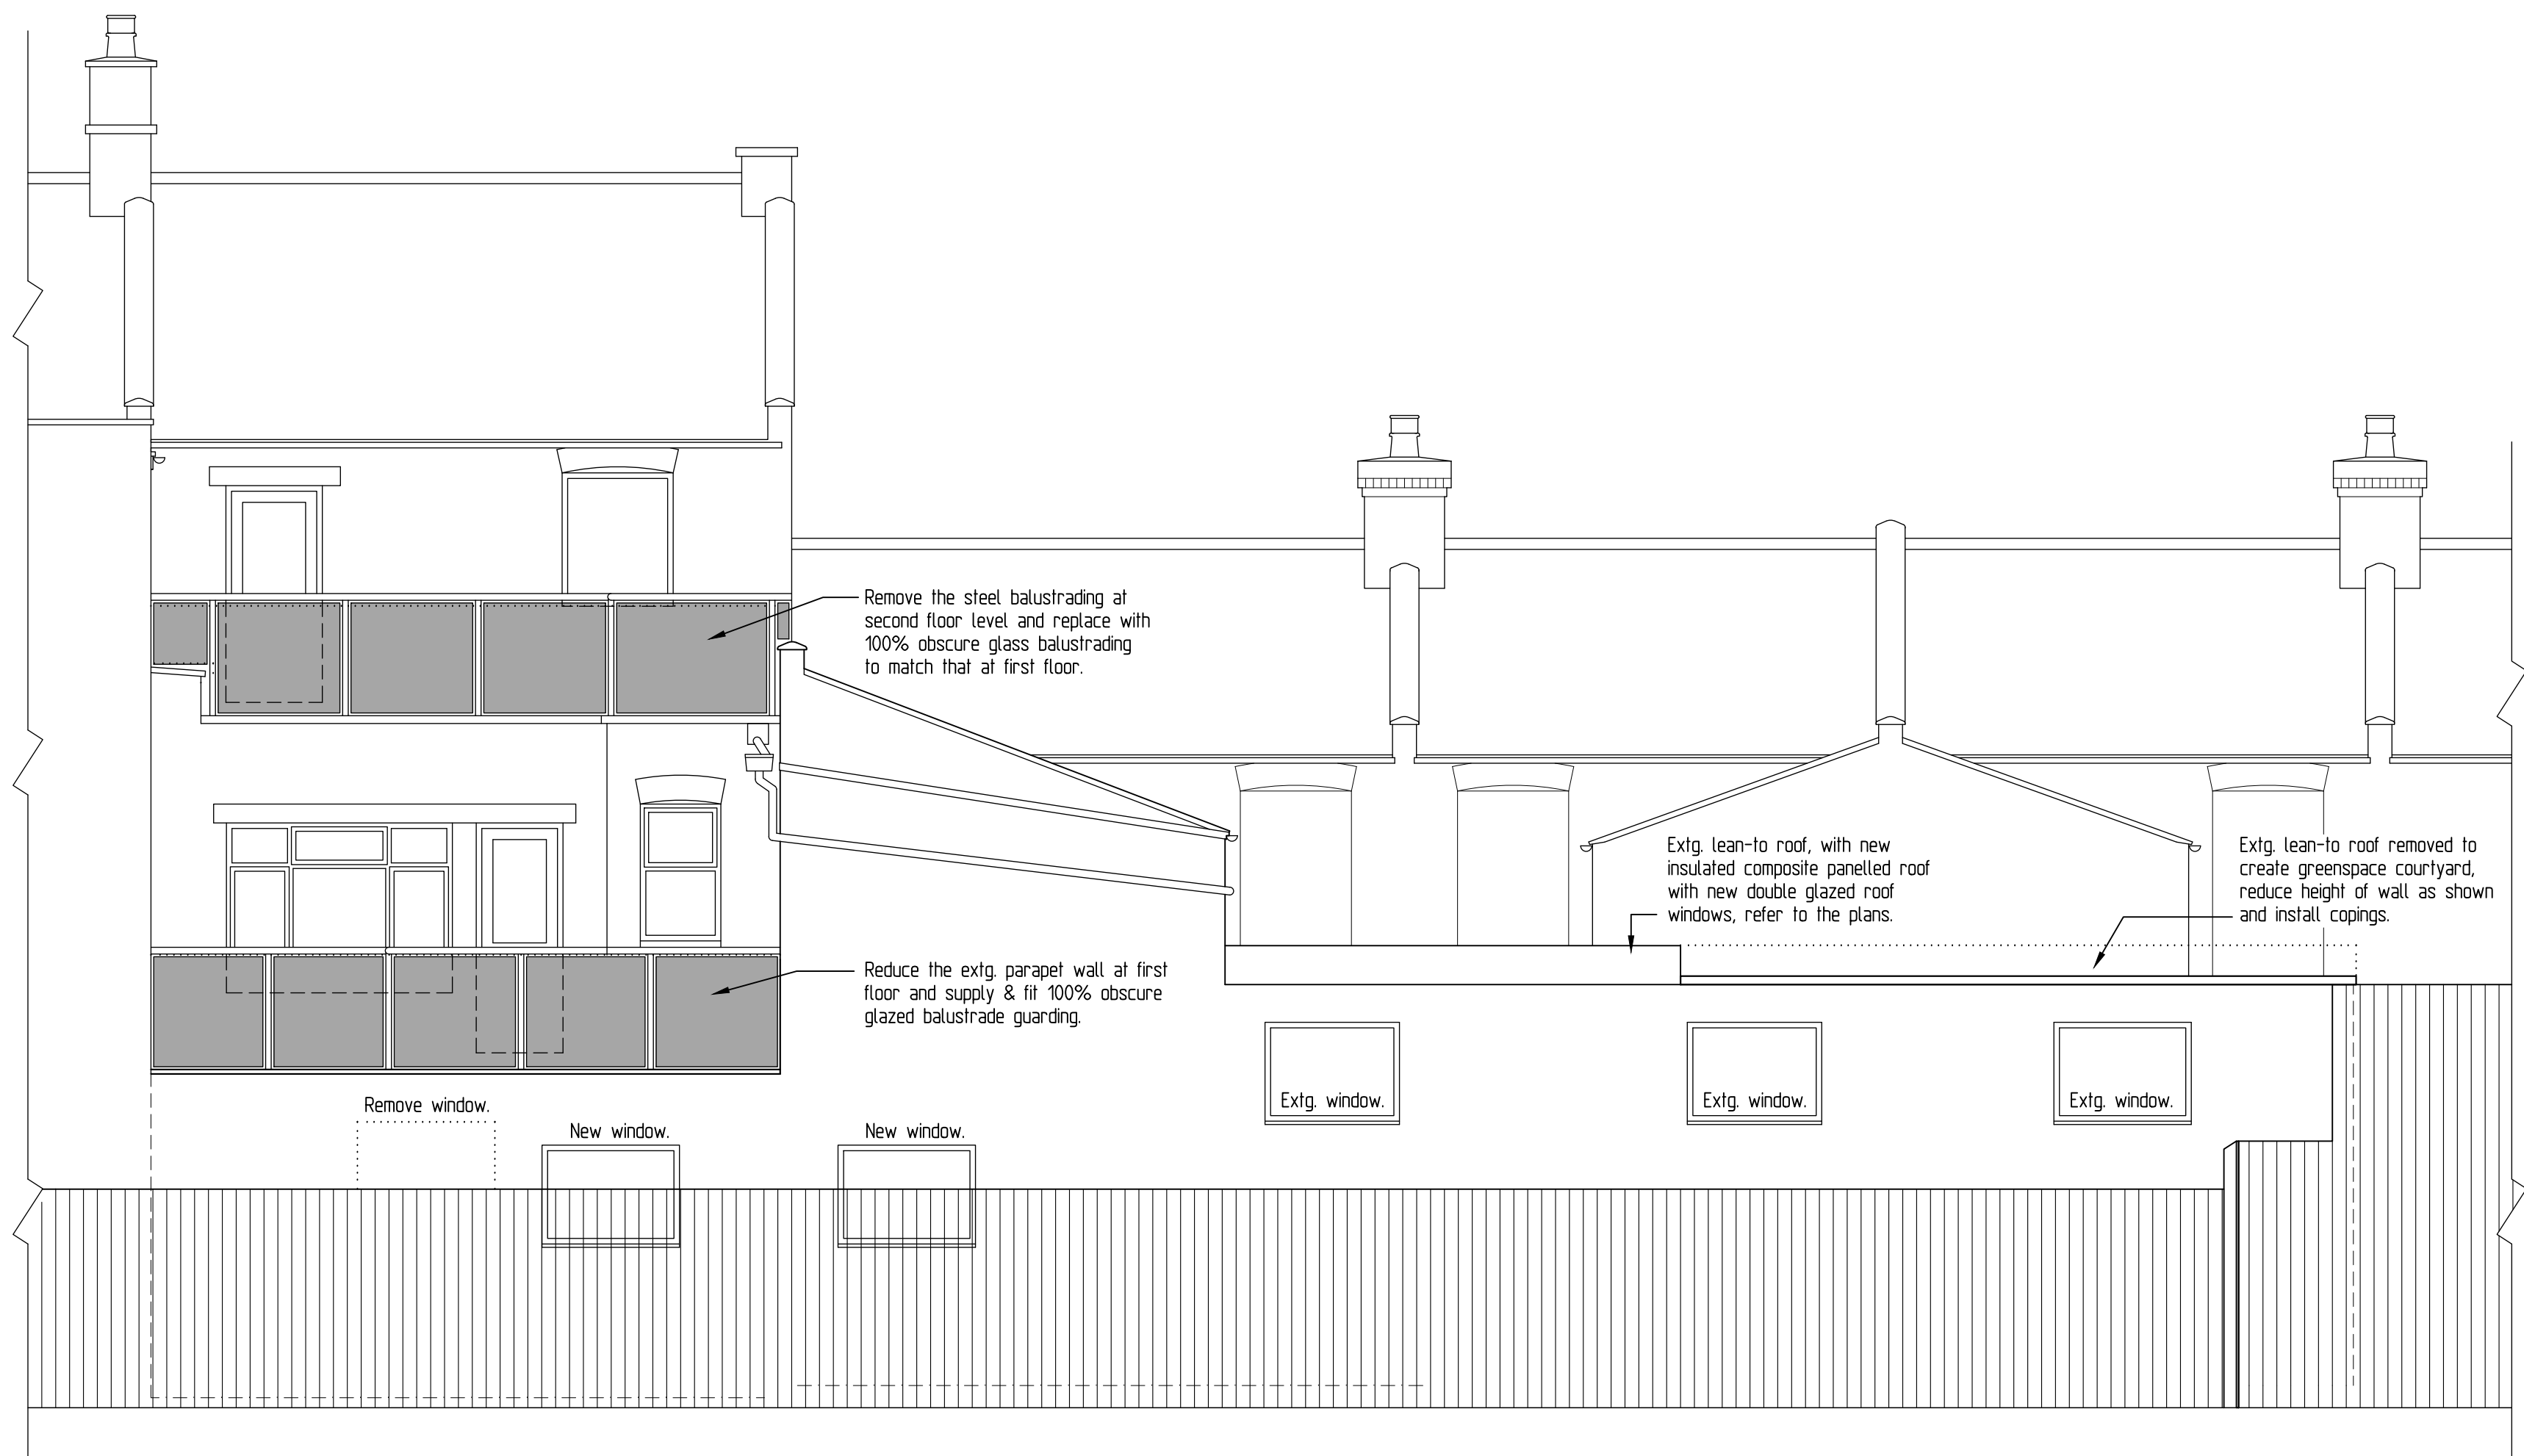 Remove the steel balustrading at
second floor level and replace with
100% obscure glass balustrading
to match that at first floor.
Extg. lean-to roof, with new
insulated composite panelled roof
with new double glazed roof
windows, refer to the plans.
Extg. lean-to roof removed to
create greenspace courtyard,
reduce height of wall as shown
and install copings.
Reduce the extg. parapet wall at first
floor and supply & fit 100% obscure
glazed balustrade guarding.
Extg. window.
Extg. window.
Extg. window.
Remove window.
New window.
New window.